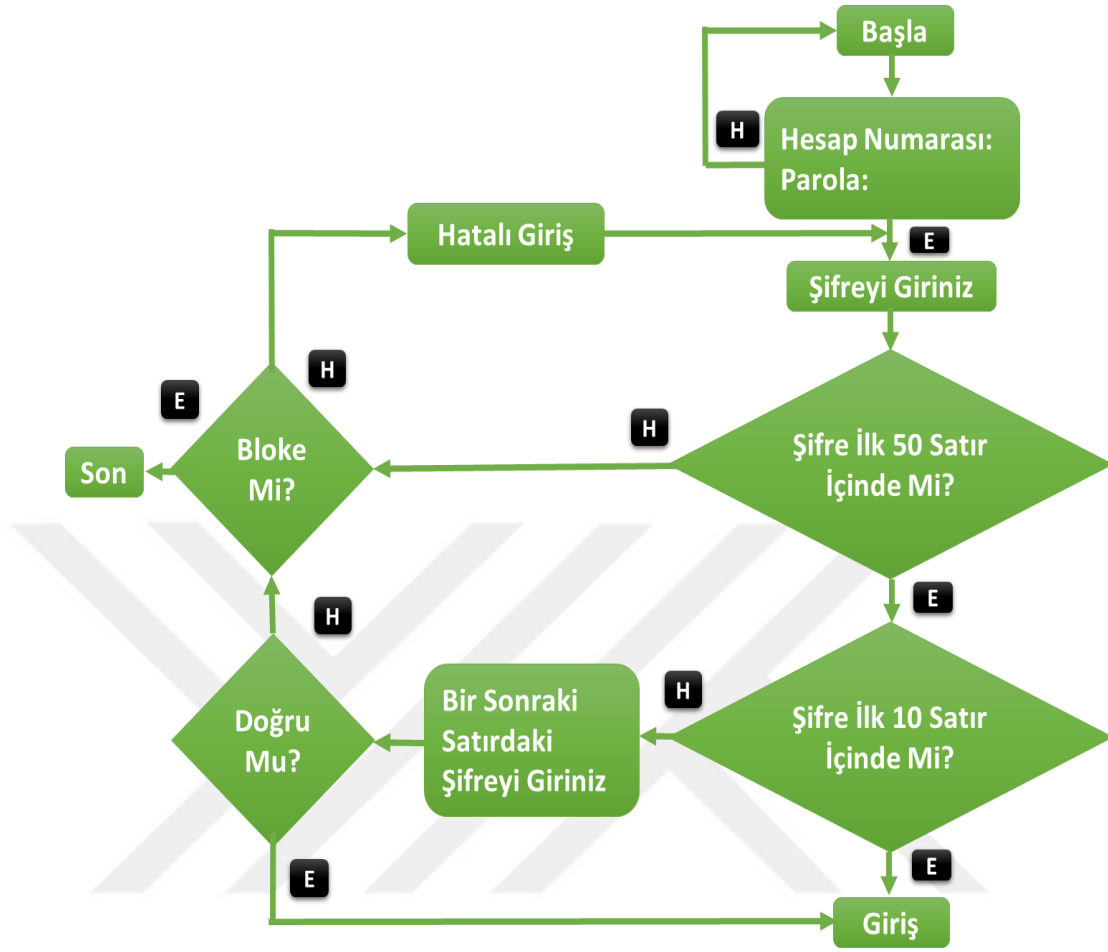 Başla
H
Hesap Numarası:
Parola:
Hatalı Giriş
E
Şifreyi Giriniz
H
E
Bloke
Mi?
Son
H
Şifre İlk 50 Satır
İçinde Mi?
E
H
Doğru
Mu?
Bir Sonraki
Satırdaki
Şifreyi Giriniz
H
Şifre İlk 10 Satır
İçinde Mi?
E
E
Giriş